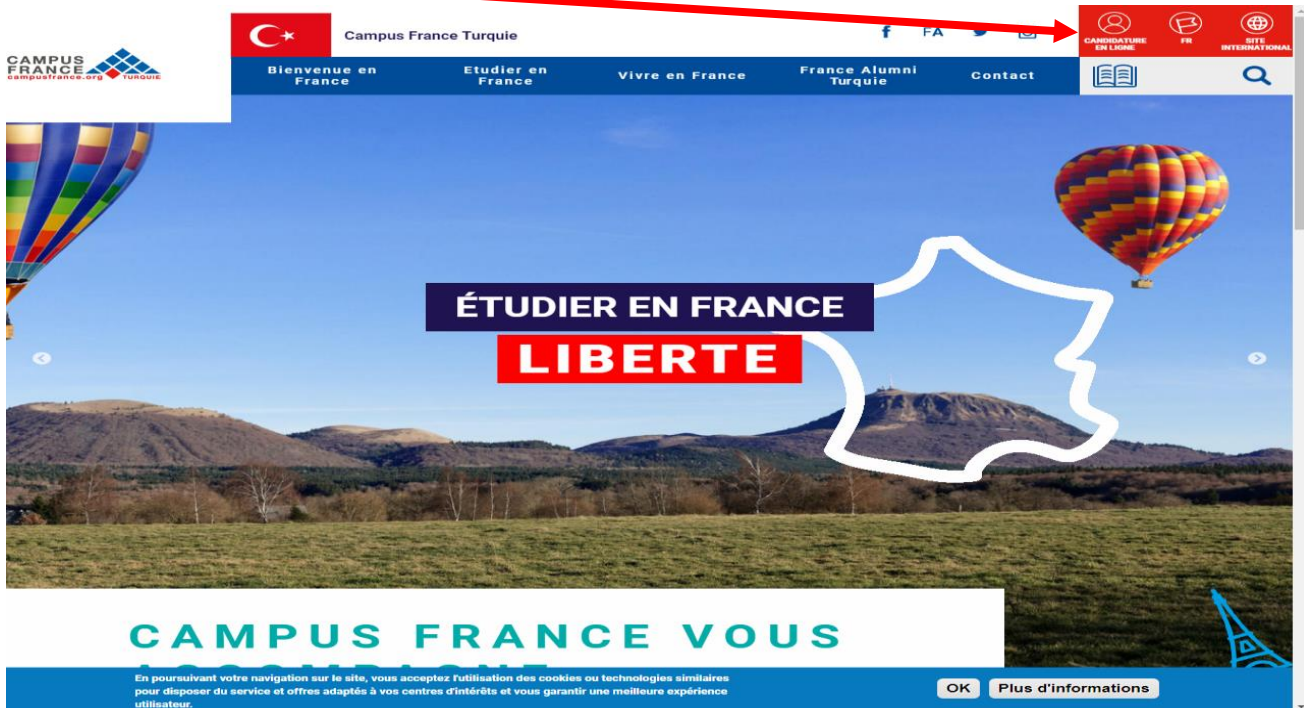 CAMPUS
FRANCE
campusfrance.org
TURQUIE
Campus France Turquie
f FA
CANDIDATURE
EN LIGNE
FR
SITE
INTERNATIONAL
Bienvenue en
France
Etudier en
France
Vivre en France
France Alumni
Turquie
Contact
ÉTUDIER EN FRANCE
LIBERTE
CAMPUS FRANCE VOUS
ACCOMPAGNE
En poursuivant votre navigation sur le site, vous acceptez l'utilisation des cookies ou technologies similaires
pour disposer du service et offres adaptés à vos centres d'intérêts et vous garantir une meilleure expérience
utilisateur.
OK
Plus d'informations